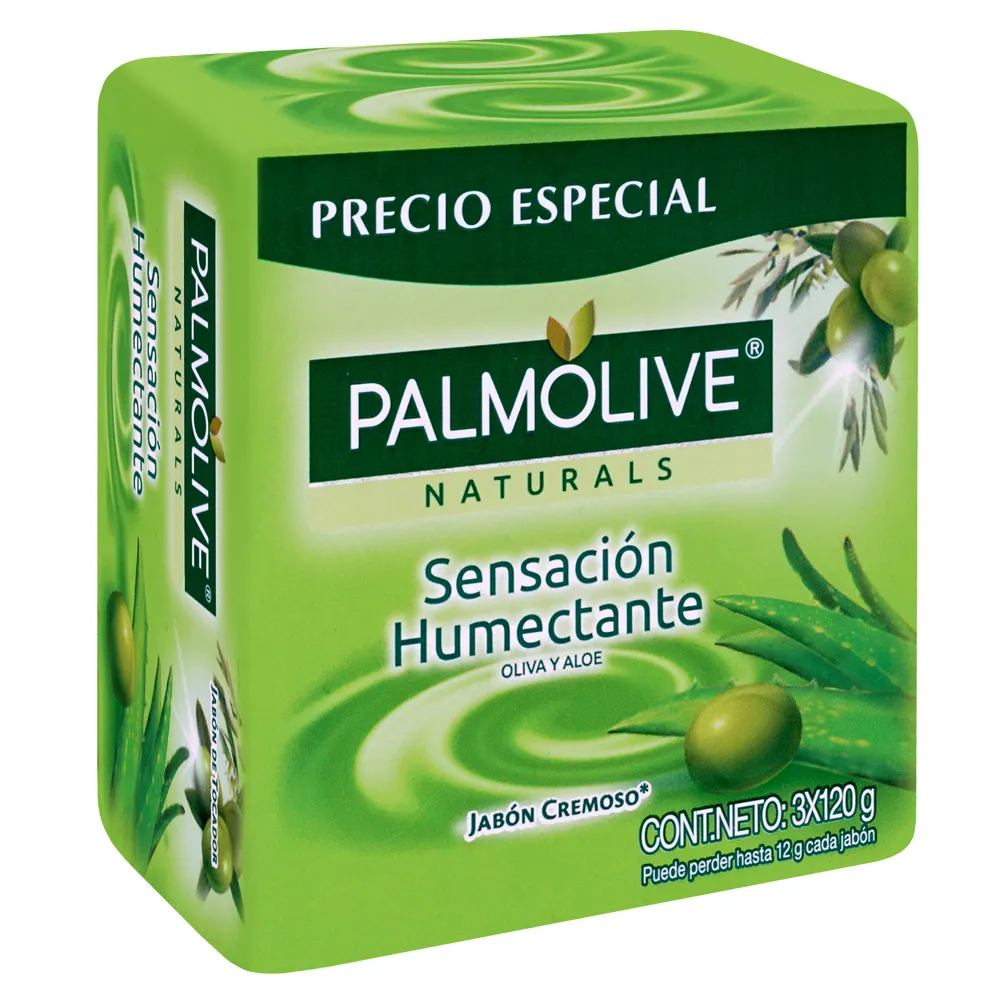 PRECIO ESPECIAL
PALMOLIVE®
NATURALS
Sensación
Humectante
OLIVA Y ALOE
JABÓN CREMOSO*
CONT.NETO: 3X120 g
Puede perder hasta 12 g cada jabón
PALMOLIVE®
NATURALS
Sensación
Humectante
JABÓN DE TOCADOR